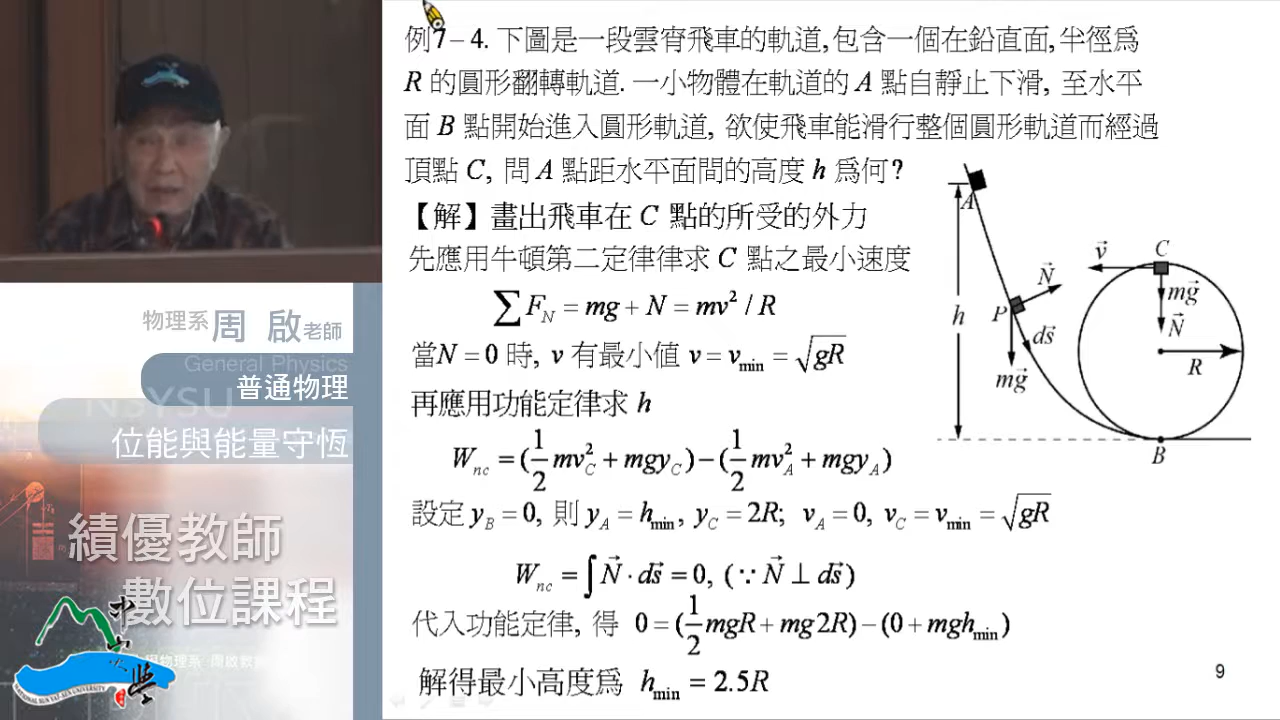 例7－4. 下圖是一段雲宵飛車的軌道,包含一個在鉛直面,半徑為
R 的圓形翻轉軌道. 一小物體在軌道的 A 點自靜止下滑, 至水平
面 B 點開始進入圓形軌道, 欲使飛車能滑行整個圓形軌道而經過
頂點 C, 問 A 點距水平面間的高度 h 為何?
【解】畫出飛車在 C 點的所受的外力
先應用牛頓第二定律律求 C 點之最小速度
∑F_N = mg + N = mv² / R
當N = 0 時, v 有最小值 v = v_min = √gR
再應用功能定律求 h
W_nc = (1/2 mv_C² + mgy_C) − (1/2 mv_A² + mgy_A)
設定 y_B = 0, 則 y_A = h_min, y_C = 2R; v_A = 0, v_C = v_min = √gR
W_nc = ∫N⃗ · ds⃗ = 0, (∵ N⃗ ⊥ ds⃗)
代入功能定律, 得 0 = (1/2 mgR + mg2R) − (0 + mgh_min)
解得最小高度為 h_min = 2.5R
A
h
P
N⃗
ds⃗
mg⃗
v⃗
C
mg⃗
N⃗
R
B
9
物理系周 啟老師
General Physics
普通物理
NSYSU
位能與能量守恆
績優教師
數位課程